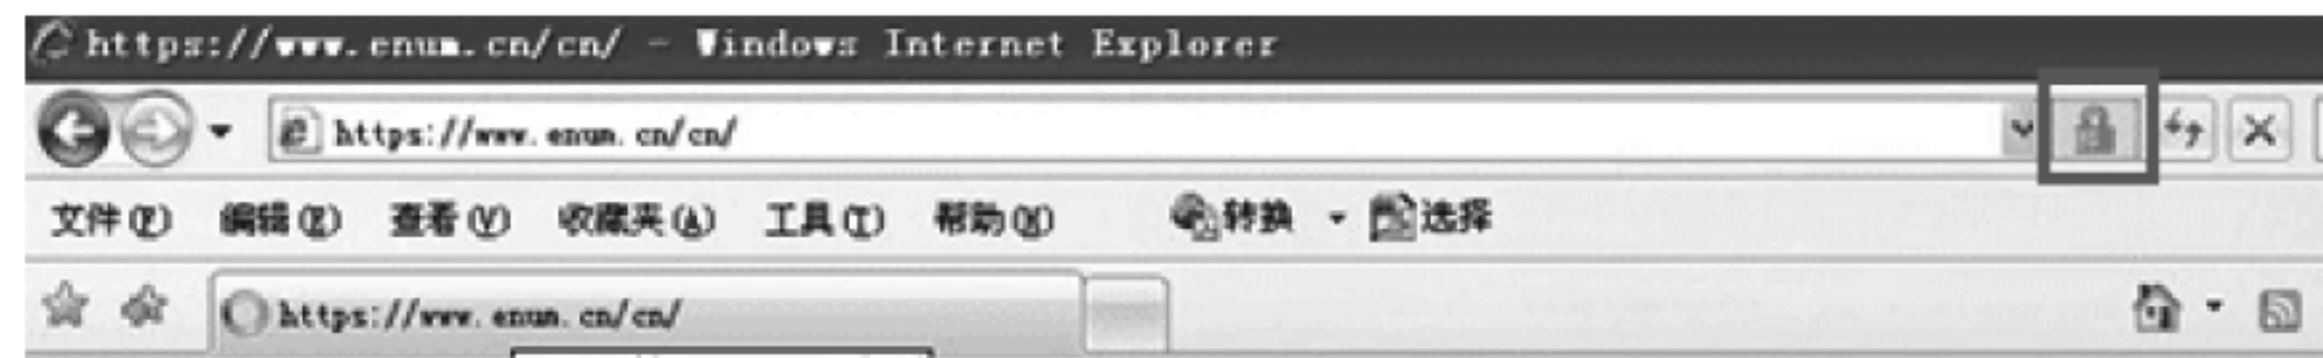 https://www.enum.cn/cn/ - Windows Internet Explorer
https://www.enum.cn/cn/
文件(F) 编辑(E) 查看(V) 收藏夹(A) 工具(T) 帮助(H) 转换 选择
https://www.enum.cn/cn/